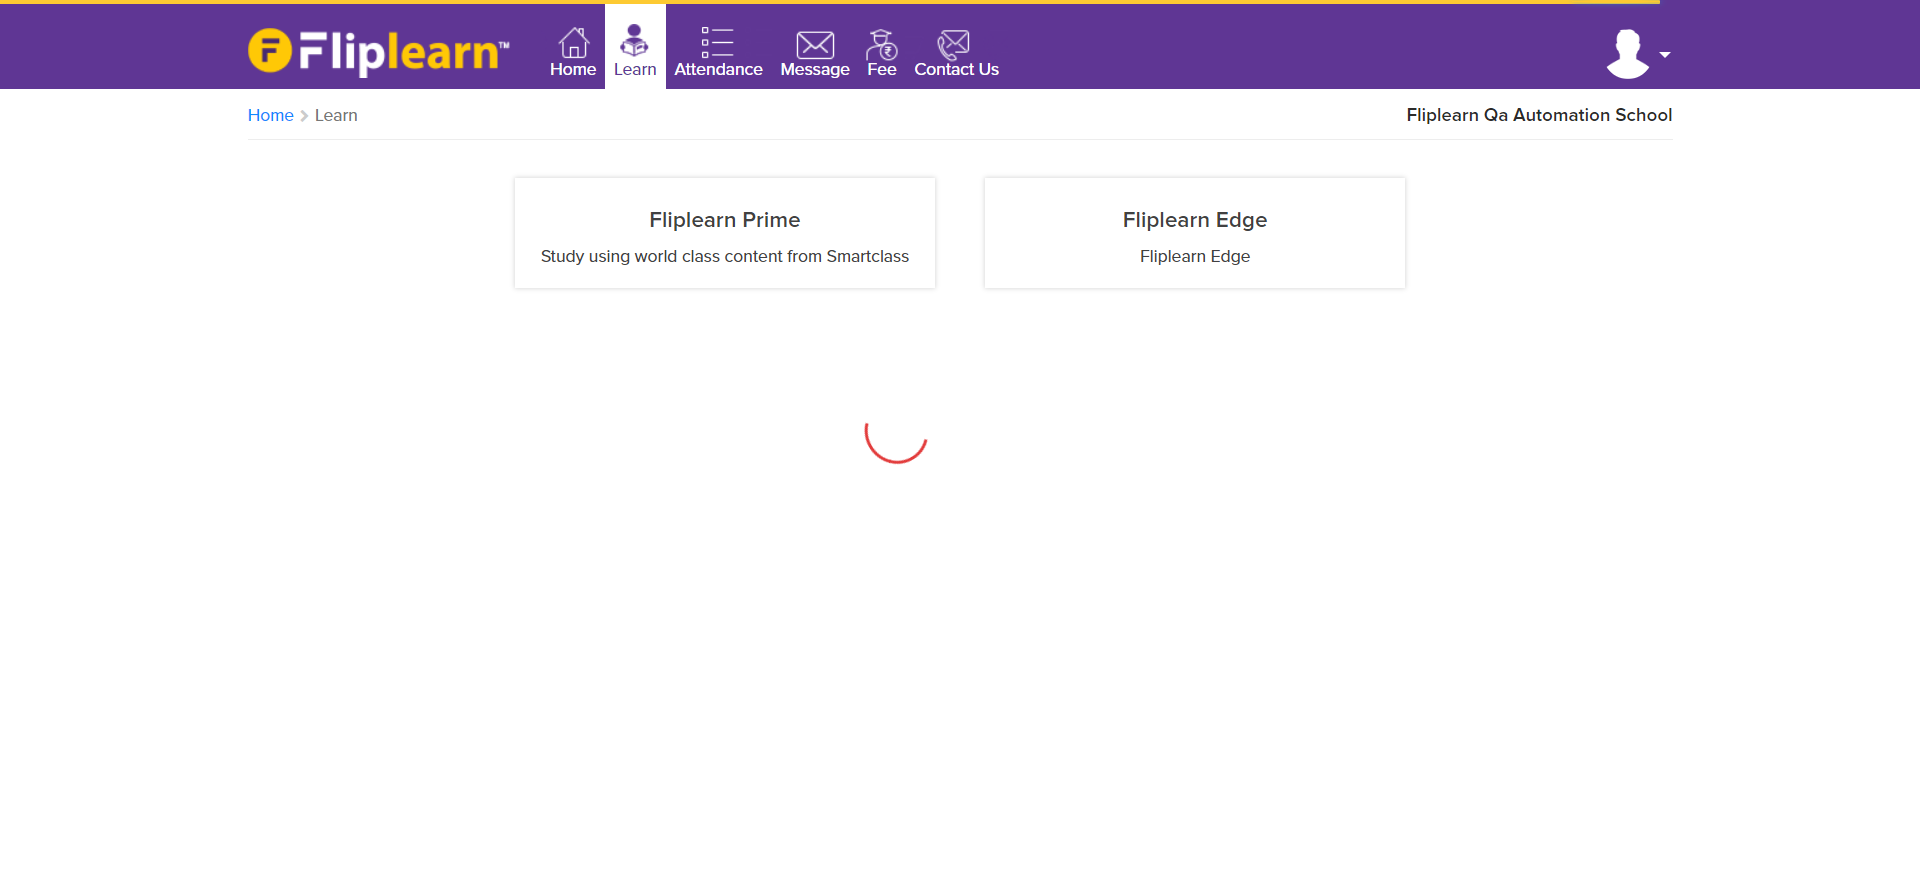 Fliplearn™
Home
Learn
Attendance
Message
Fee
Contact Us
Home > Learn
Fliplearn Qa Automation School
Fliplearn Prime
Study using world class content from Smartclass
Fliplearn Edge
Fliplearn Edge